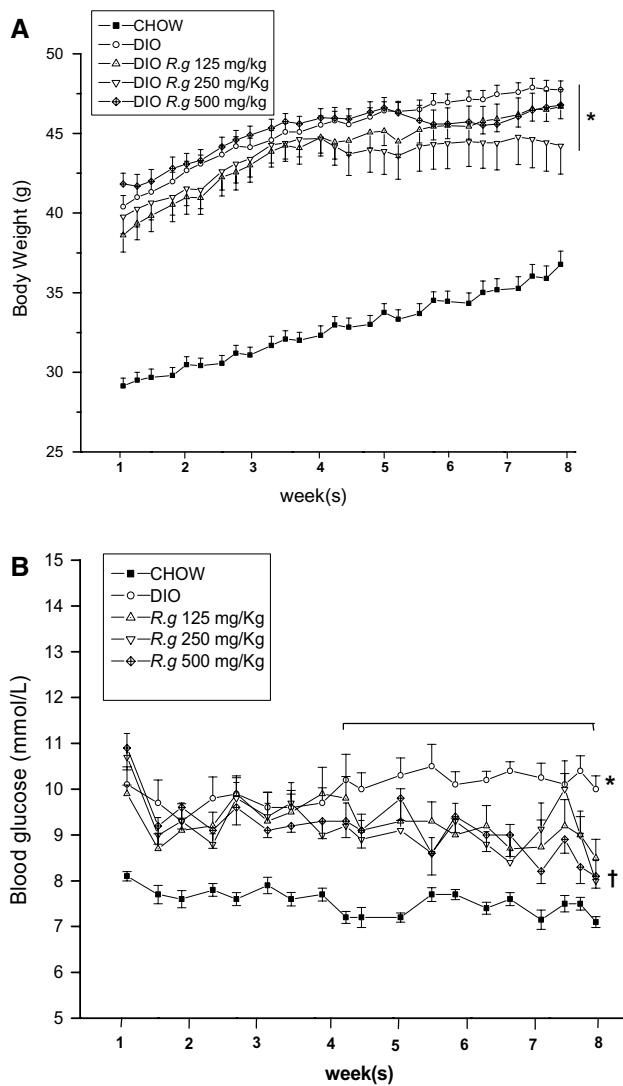 A
CHOW
DIO
DIO R.g 125 mg/kg
DIO R.g 250 mg/Kg
DIO R.g 500 mg/kg
50
45
40
35
30
25
Body Weight (g)
*
1 2 3 4 5 6 7 8
week(s)
B
CHOW
DIO
R.g 125 mg/Kg
R.g 250 mg/Kg
R.g 500 mg/Kg
15
14
13
12
11
10
9
8
7
6
5
Blood glucose (mmol/L)
*
†
1 2 3 4 5 6 7 8
week(s)